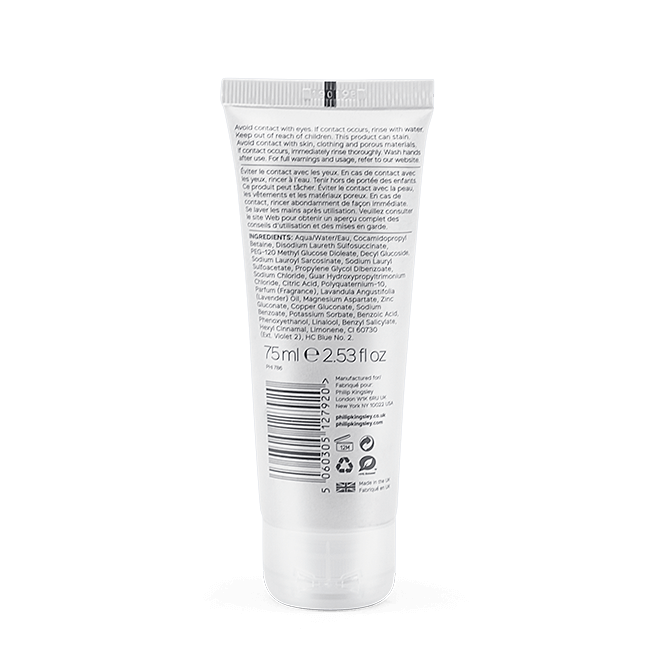 Avoid contact with eyes. If contact occurs, rinse with water.
Keep out of reach of children. This product can stain.
Avoid contact with skin, clothing and porous materials,
if contact occurs, immediately rinse thoroughly. Wash hands
after use. For full warnings and usage, refer to our website.
Éviter le contact avec les yeux. En cas de contact avec
les yeux, rincer à l'eau. Tenir hors de portée des enfants
Ce produit peut tâcher. Éviter le contact avec la peau,
les vêtements et les matériaux poreux. En cas de
contact, rincer abondamment de façon immédiate.
Se laver les mains après utilisation. Veuillez consulter
le site Web pour obtenir un aperçu complet des
conseils d'utilisation et des mises en garde.
INGREDIENTS: Aqua/Water/Eau, Cocamidopropyl
Betaine, Disodium Laureth Sulfosuccinate,
PEG-120 Methyl Glucose Dioleate, Decyl Glucoside,
Sodium Lauroyl Sarcosinate, Sodium Lauryl
Sulfoacetate, Propylene Glycol Dibenzoate,
Sodium Chloride, Guar Hydroxypropyltrimonium
Chloride, Citric Acid, Polyquaternium-10,
Parfum (Fragrance), Lavandula Angustifolia
(Lavender) Oil, Magnesium Aspartate, Zinc
Gluconate, Copper Gluconate, Sodium
Benzoate, Potassium Sorbate, Benzoic Acid,
Phenoxyethanol, Linalool, Benzyl Salicylate,
Hexyl Cinnamal, Limonene, CI 60730
(Ext. Violet 2), HC Blue No. 2.
75 ml ℮ 2.53 fl oz
PHI 786
Manufactured for/
Fabriqué pour:
Philip Kingsley
London W1K 6RU UK
New York NY 10022 USA
philipkingsley.co.uk
philipkingsley.com
12M
5 060305 127920 >
Made in the UK
Fabriqué en UK